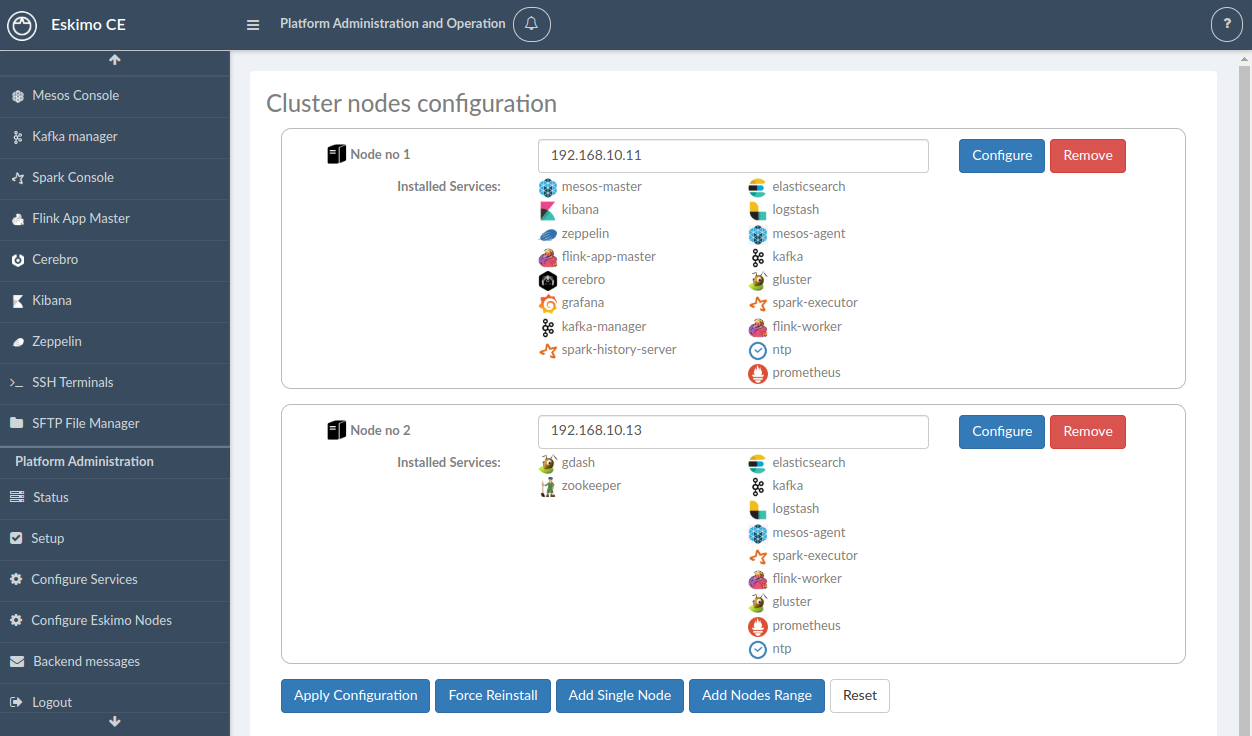 Eskimo CE
Platform Administration and Operation
?
Mesos Console
Kafka manager
Spark Console
Flink App Master
Cerebro
Kibana
Zeppelin
SSH Terminals
SFTP File Manager
Platform Administration
Status
Setup
Configure Services
Configure Eskimo Nodes
Backend messages
Logout
Cluster nodes configuration
Node no 1
192.168.10.11
Configure
Remove
Installed Services:
mesos-master
kibana
zeppelin
flink-app-master
cerebro
grafana
kafka-manager
spark-history-server
elasticsearch
logstash
mesos-agent
kafka
gluster
spark-executor
flink-worker
ntp
prometheus
Node no 2
192.168.10.13
Configure
Remove
Installed Services:
gdash
zookeeper
elasticsearch
kafka
logstash
mesos-agent
spark-executor
flink-worker
gluster
prometheus
ntp
Apply Configuration
Force Reinstall
Add Single Node
Add Nodes Range
Reset